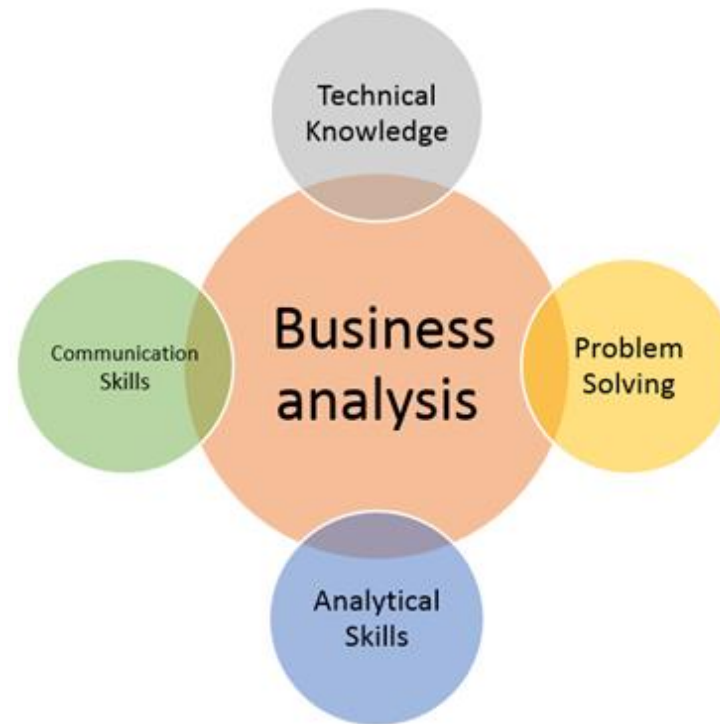 Technical
Knowledge
Business
analysis
Communication
Skills
Problem
Solving
Analytical
Skills